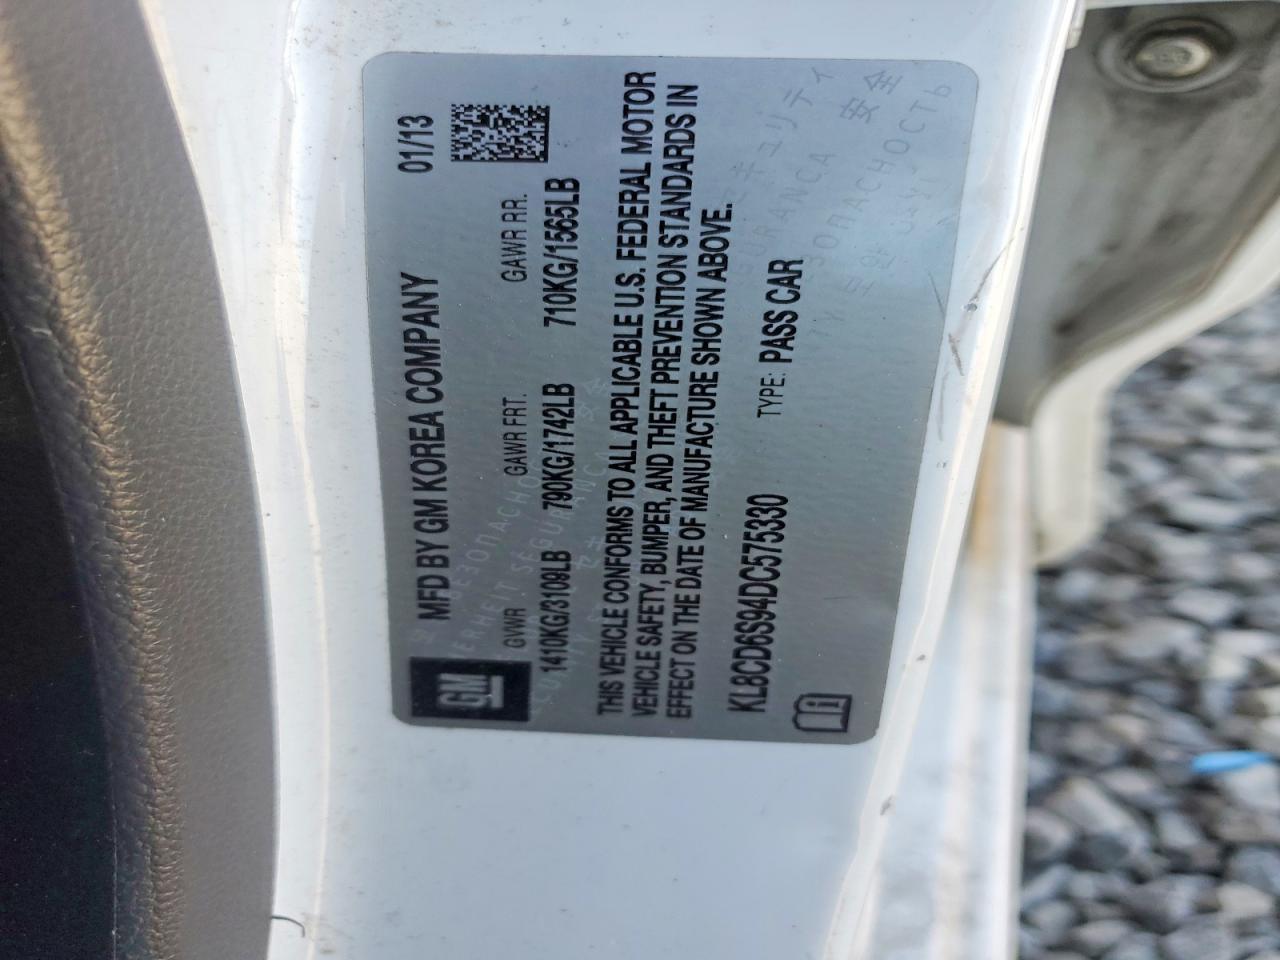 GM
MFD BY GM KOREA COMPANY 01/13
GVWR GAWR FRT. GAWR RR.
1410KG/3109LB 790KG/1742LB 710KG/1565LB
THIS VEHICLE CONFORMS TO ALL APPLICABLE U.S. FEDERAL MOTOR
VEHICLE SAFETY, BUMPER, AND THEFT PREVENTION STANDARDS IN
EFFECT ON THE DATE OF MANUFACTURE SHOWN ABOVE..
KL8CD6S94DC575330 TYPE: PASS CAR